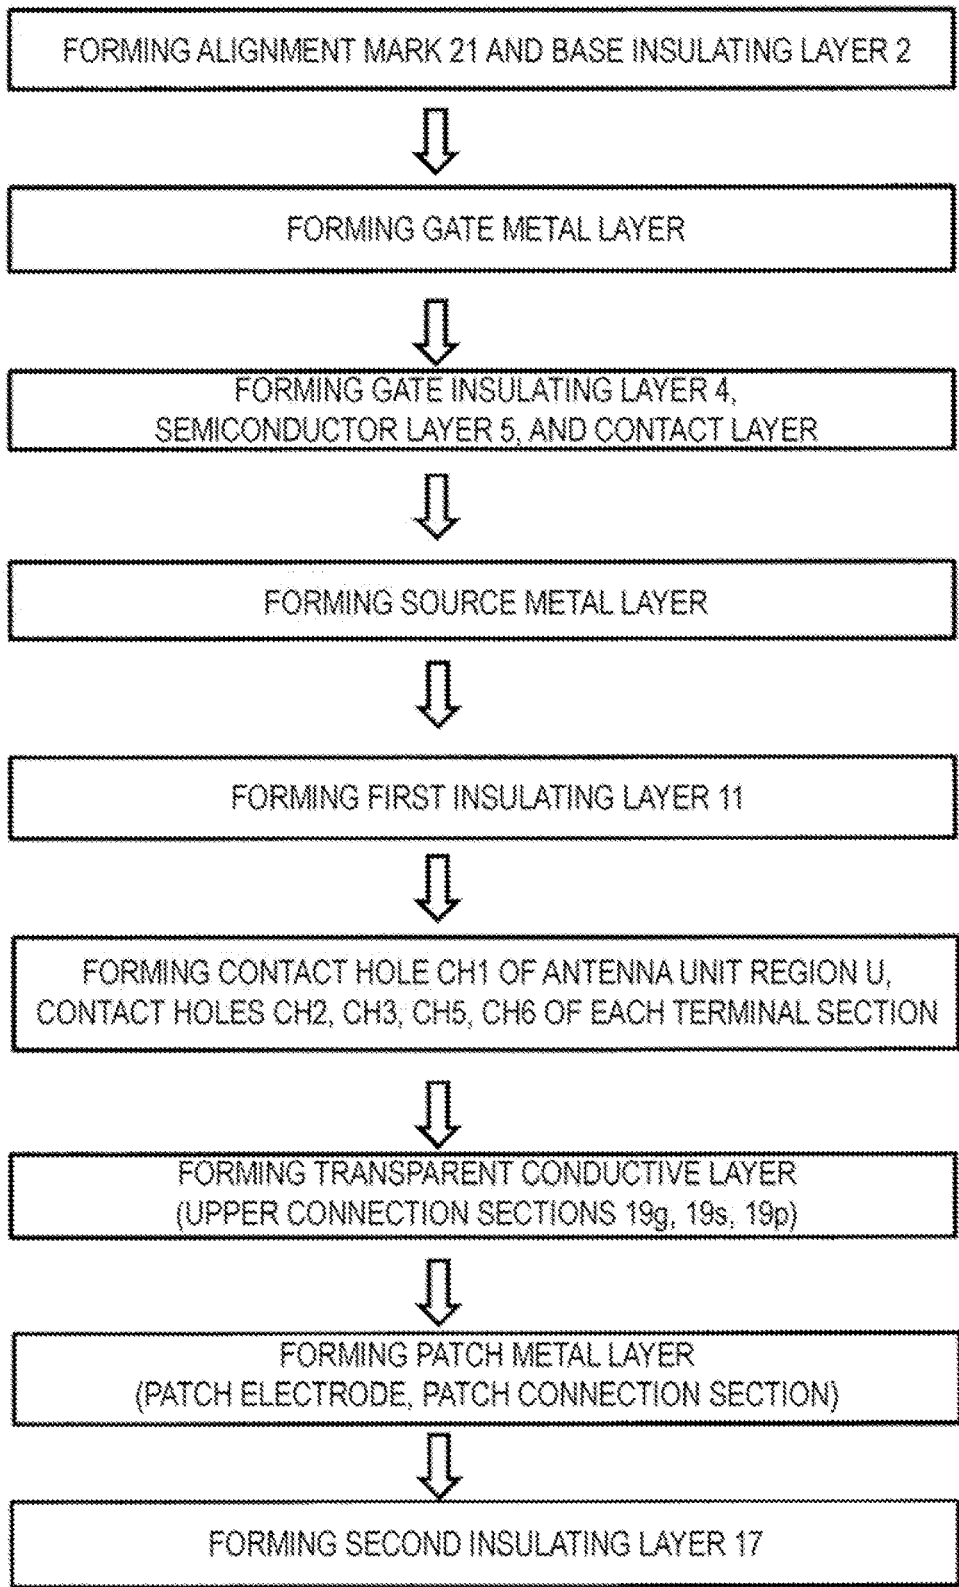 FORMING ALIGNMENT MARK 21 AND BASE INSULATING LAYER 2
FORMING GATE METAL LAYER
FORMING GATE INSULATING LAYER 4,
SEMICONDUCTOR LAYER 5, AND CONTACT LAYER
FORMING SOURCE METAL LAYER
FORMING FIRST INSULATING LAYER 11
FORMING CONTACT HOLE CH1 OF ANTENNA UNIT REGION U,
CONTACT HOLES CH2, CH3, CH5, CH6 OF EACH TERMINAL SECTION
FORMING TRANSPARENT CONDUCTIVE LAYER
(UPPER CONNECTION SECTIONS 19g, 19s, 19p)
FORMING PATCH METAL LAYER
(PATCH ELECTRODE, PATCH CONNECTION SECTION)
FORMING SECOND INSULATING LAYER 17